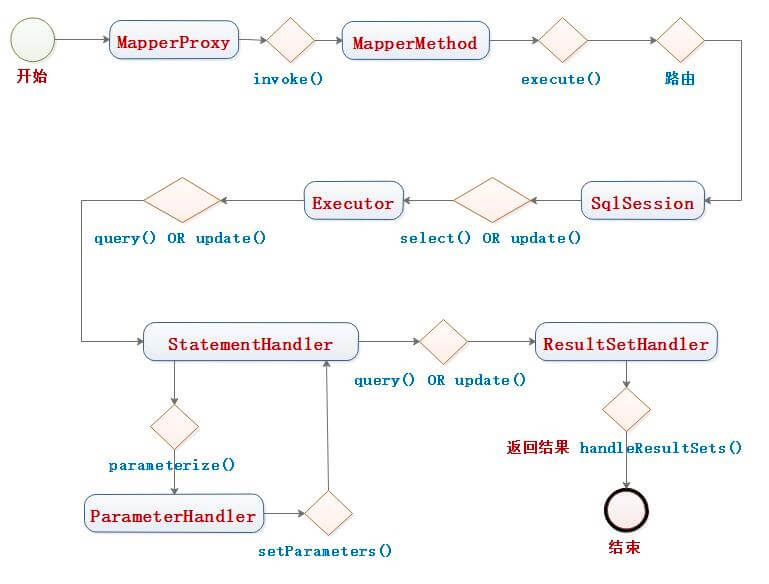 MapperProxy
MapperMethod
开始
invoke()
execute()
路由
Executor
SqlSession
query() OR update()
select() OR update()
StatementHandler
ResultSetHandler
query() OR update()
返回结果 handleResultSets()
parameterize()
ParameterHandler
setParameters()
结束